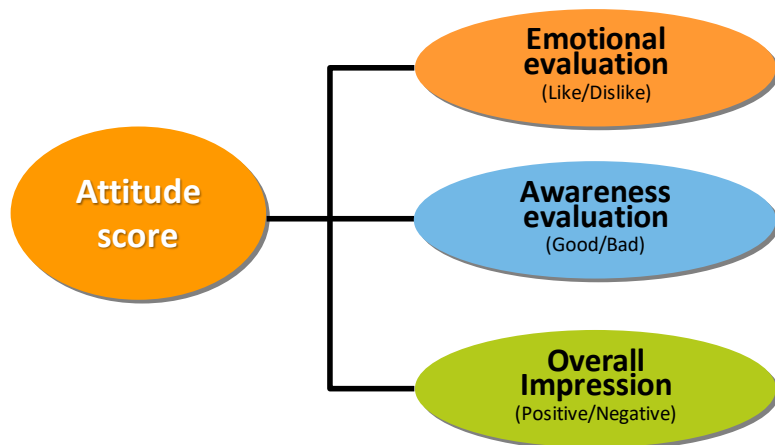 Emotional
evaluation
(Like/Dislike)
Attitude
score
Awareness
evaluation
(Good/Bad)
Overall
Impression
(Positive/Negative)